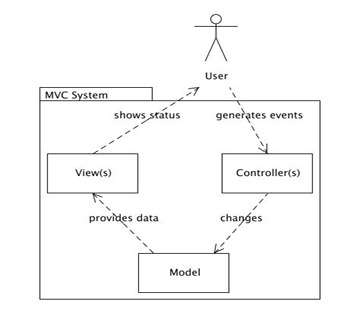 User
MVC System
shows status
generates events
View(s)
Controller(s)
provides data
changes
Model